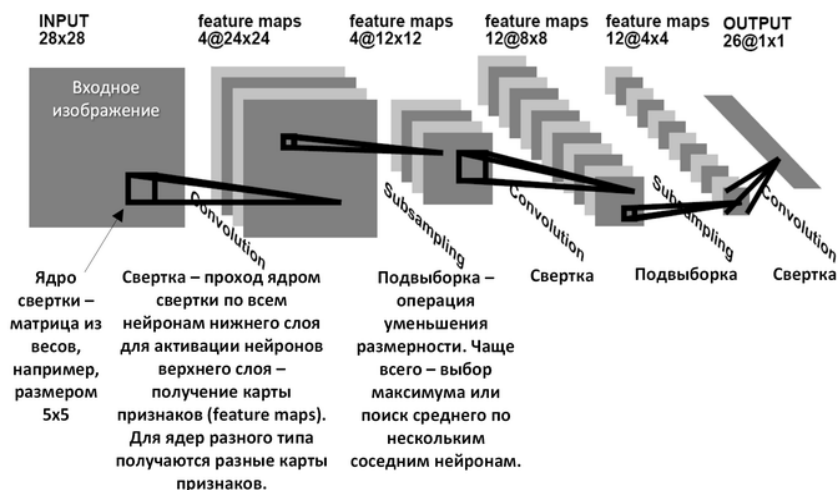 INPUT
28x28
feature maps
4@24x24
feature maps
4@12x12
feature maps
12@8x8
feature maps
12@4x4
OUTPUT
26@1x1
Входное
изображение
Convolution
Subsampling
Convolution
Subsampling
Convolution
Ядро
свертки –
матрица из
весов,
например,
размером
5x5
Свертка – проход ядром
свертки по всем
нейронам нижнего слоя
для активации нейронов
верхнего слоя –
получение карты
признаков (feature maps).
Для ядер разного типа
получаются разные карты
признаков.
Подвыборка –
операция
уменьшения
размерности. Чаще
всего – выбор
максимума или
поиск среднего по
нескольким
соседним нейронам.
Свертка
Подвыборка
Свертка